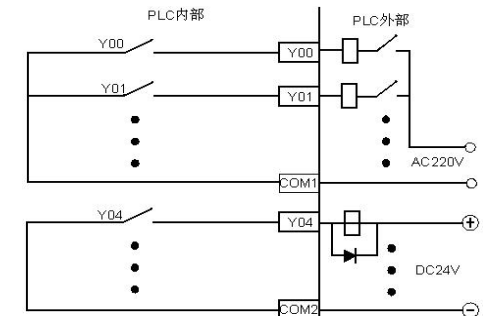 PLC内部
PLC外部
Y00
Y00
Y01
Y01
AC220V
COM1
Y04
Y04
DC24V
COM2